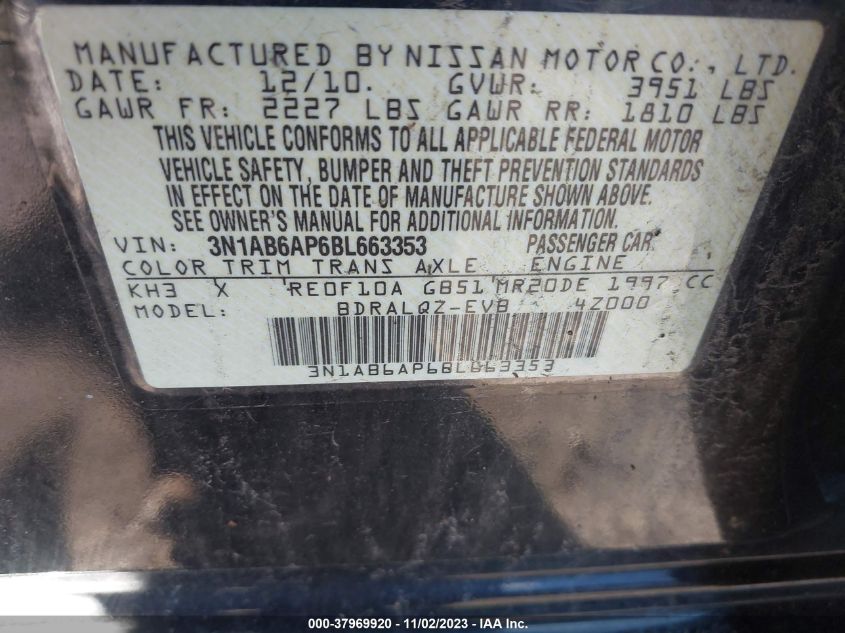 MANUFACTURED BY NISSAN MOTOR CO., LTD.
DATE: 12/10. GVWR: 3951 LBS
GAWR FR: 2227 LBS GAWR RR: 1810 LBS
THIS VEHICLE CONFORMS TO ALL APPLICABLE FEDERAL MOTOR
VEHICLE SAFETY, BUMPER AND THEFT PREVENTION STANDARDS
IN EFFECT ON THE DATE OF MANUFACTURE SHOWN ABOVE.
SEE OWNER'S MANUAL FOR ADDITIONAL INFORMATION.
VIN: 3N1AB6AP6BL663353 PASSENGER CAR
COLOR TRIM TRANS AXLE ENGINE
KH3 X RE0F10A GB51 MR20DE 1997 CC
MODEL: BDRALQZ-EVB 4Z000
3N1AB6AP6BL663353
000-37969920 - 11/02/2023 - IAA Inc.